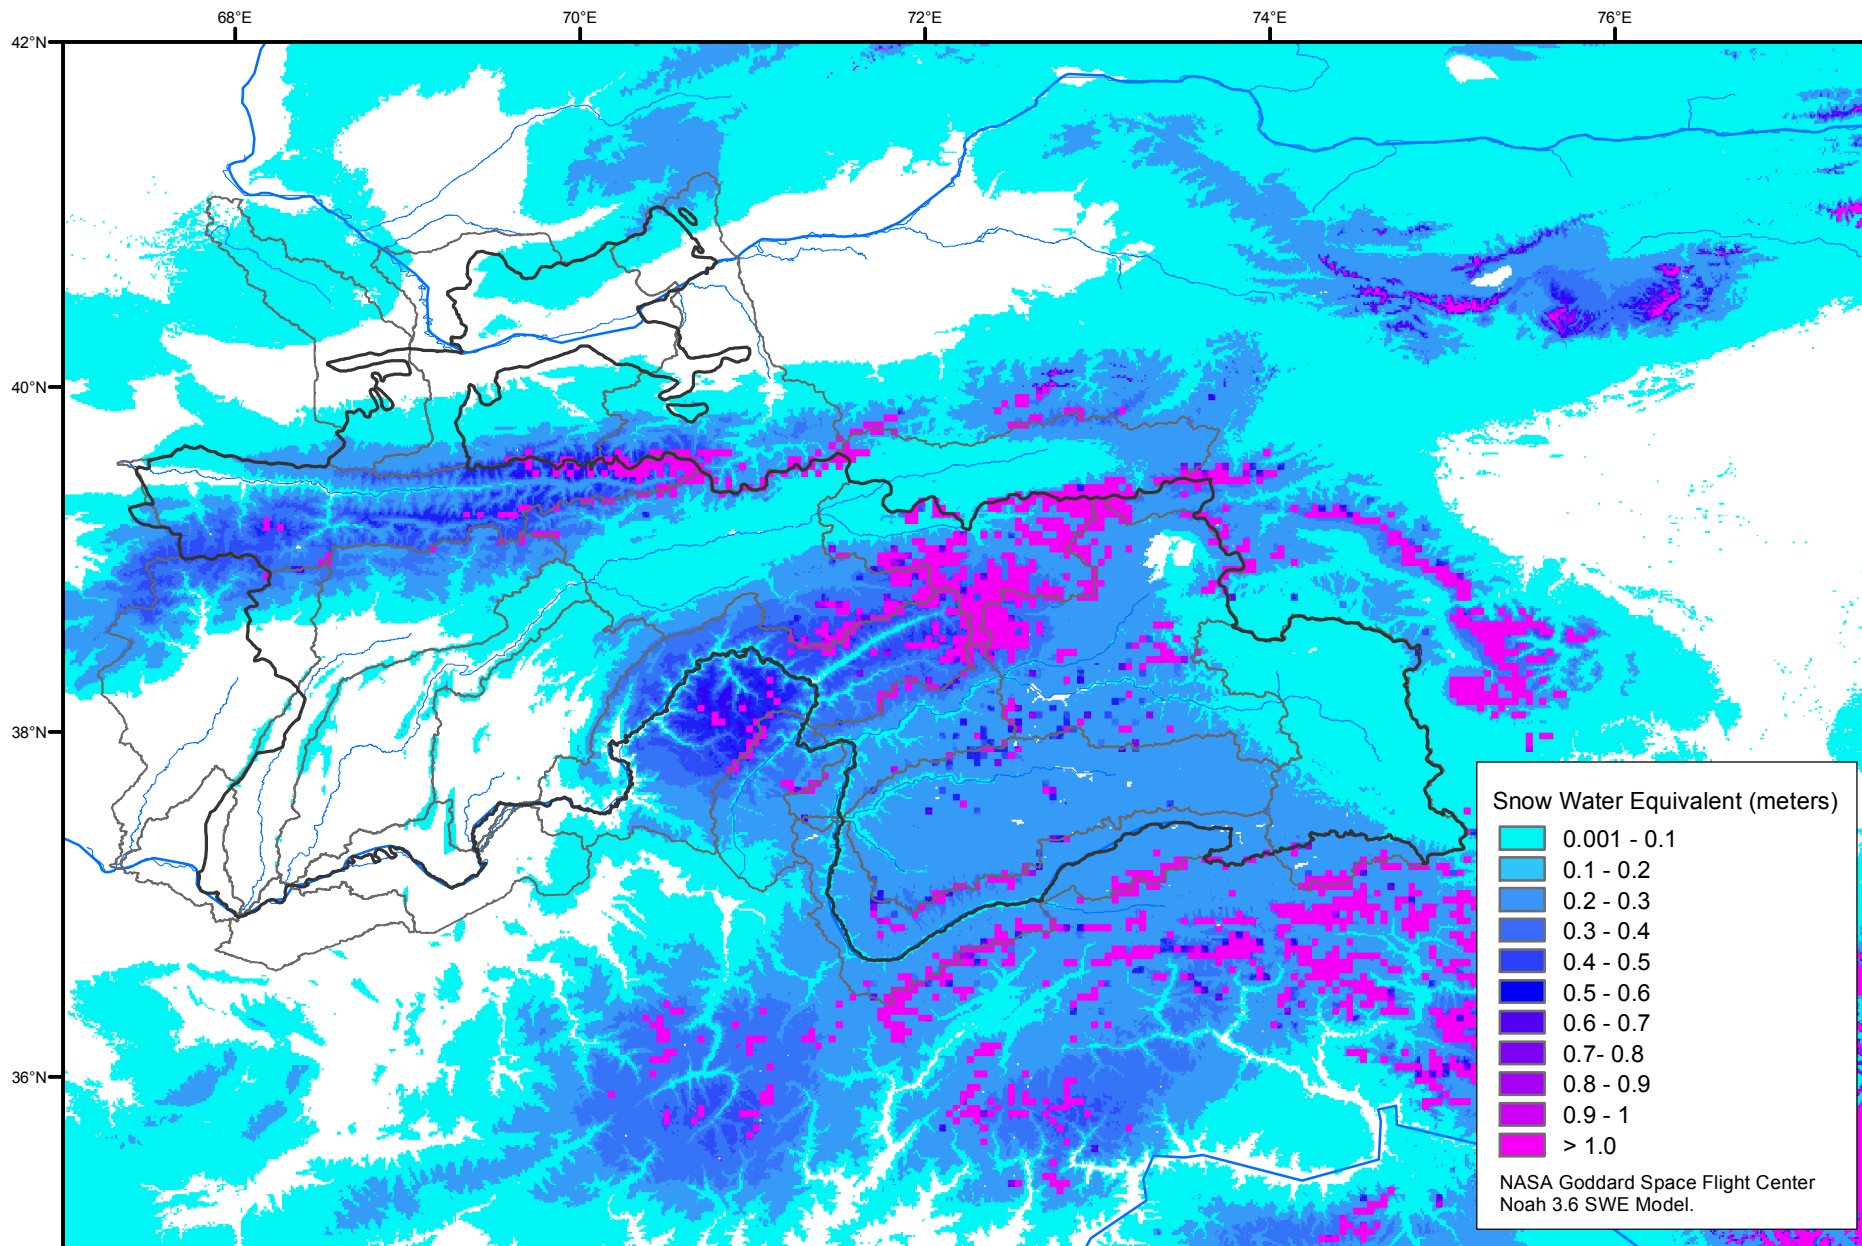 68°E 70°E 72°E 74°E 76°E
42°N
40°N
38°N
36°N
Snow Water Equivalent (meters)
0.001 - 0.1
0.1 - 0.2
0.2 - 0.3
0.3 - 0.4
0.4 - 0.5
0.5 - 0.6
0.6 - 0.7
0.7- 0.8
0.8 - 0.9
0.9 - 1
> 1.0
NASA Goddard Space Flight Center
Noah 3.6 SWE Model.